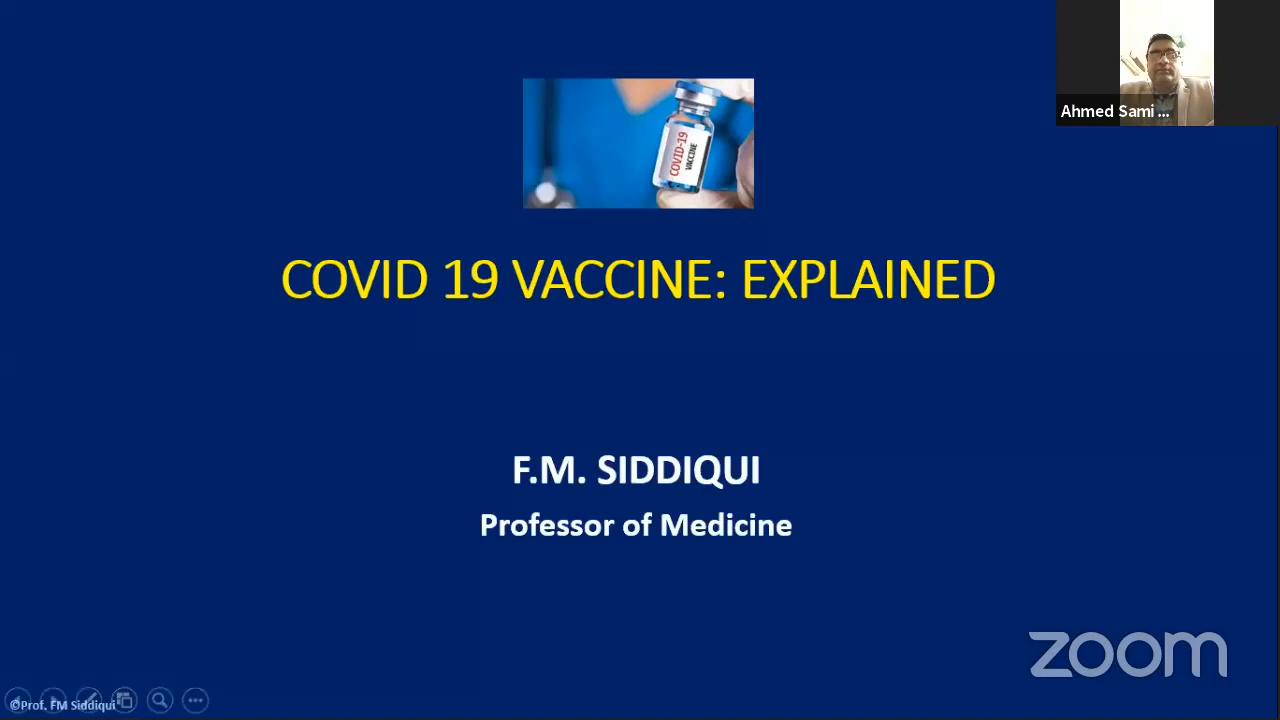 Ahmed Sami ...
COVID-19
VACCINE
COVID 19 VACCINE: EXPLAINED
F.M. SIDDIQUI
Professor of Medicine
zoom
©Prof. FM Siddiqui